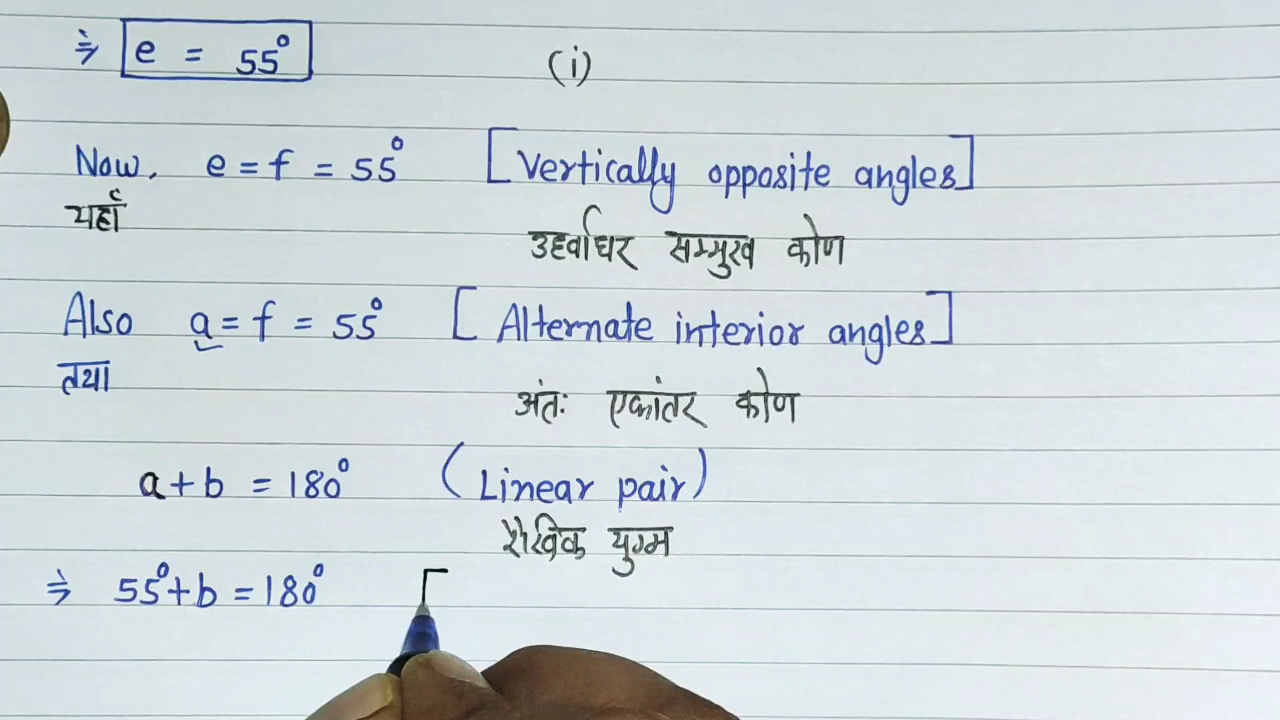 ⇒ e = 55° (i)
Now, e = f = 55° [Vertically opposite angles]
यहाँ
उर्ध्वाधर सम्मुख कोण
Also a = f = 55° [Alternate interior angles]
तथा
अंतः एकांतर कोण
a + b = 180° (Linear pair)
रैखिक युग्म
⇒ 55° + b = 180° [